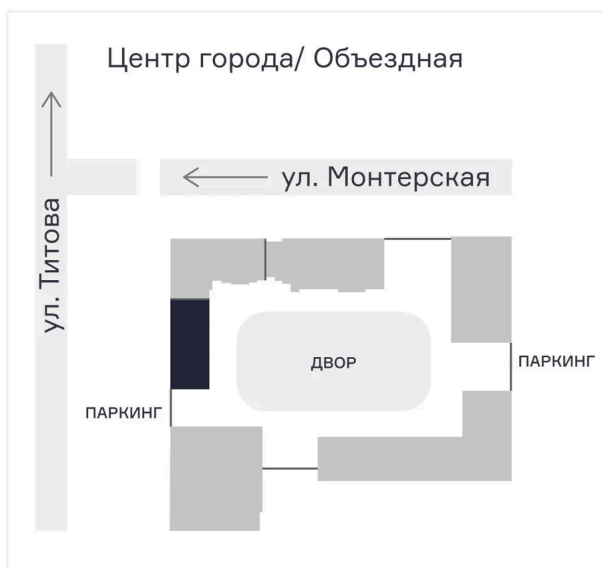 Центр города/ Объездная
ул. Монтерская
ул. Титова
ДВОР
ПАРКИНГ
ПАРКИНГ